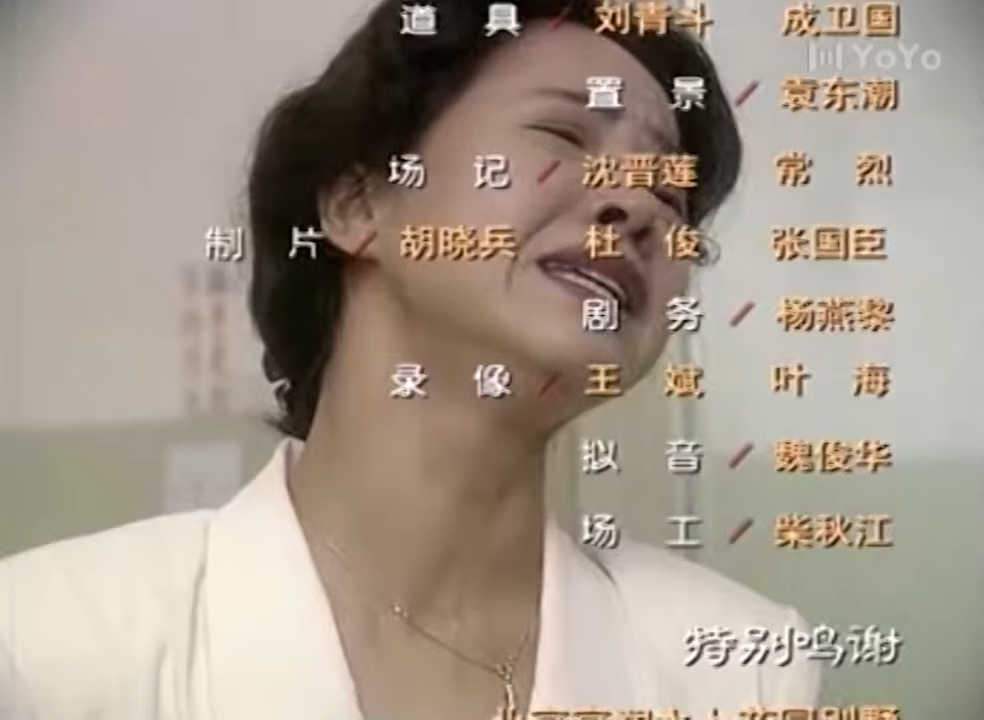 道 具 / 刘青斗 成卫国
YoYo
置 景 / 袁东潮
场 记 / 沈晋莲 常 烈
制 片 / 胡晓兵 杜 俊 张国臣
剧 务 / 杨燕黎
录 像 / 王 斌 叶 海
拟 音 / 魏俊华
场 工 / 柴秋江
特别鸣谢